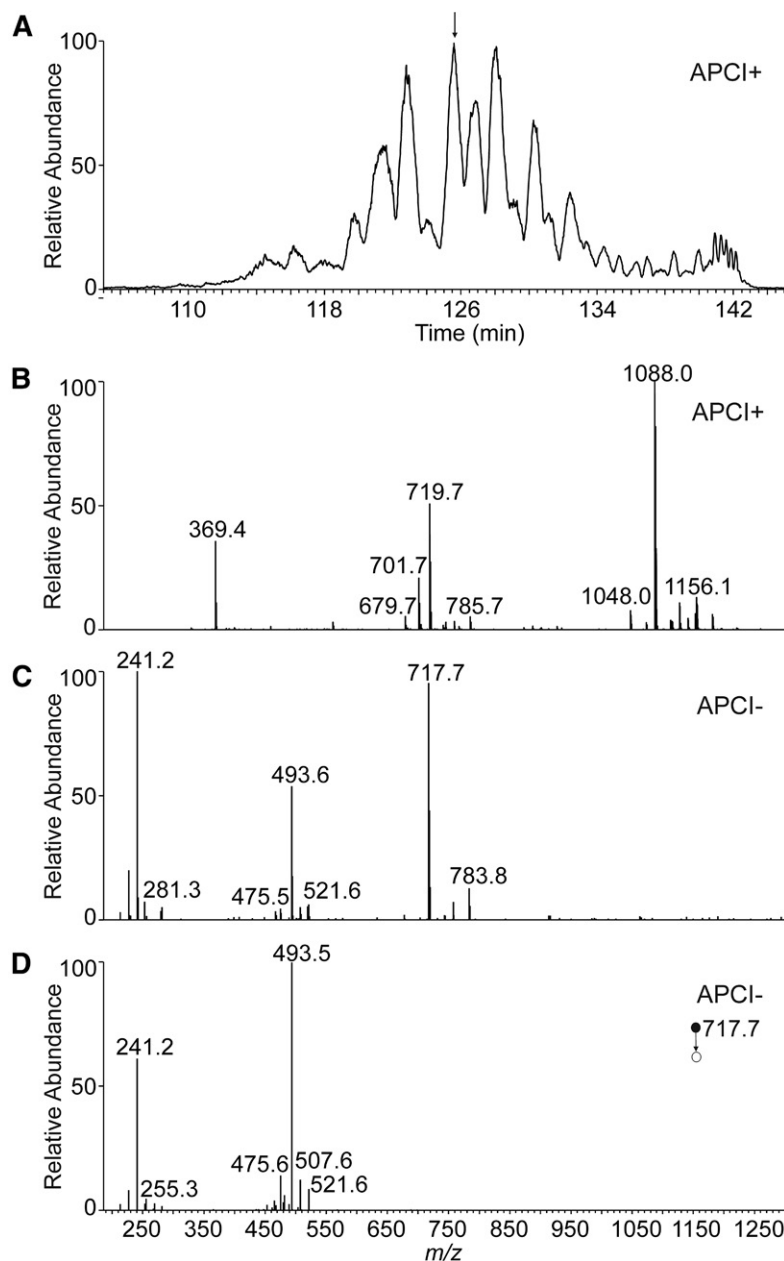 A
APCI+
Relative Abundance
100
50
0
110 118 126 134 142
Time (min)
B
APCI+
Relative Abundance
100
50
0
369.4
679.7
701.7
719.7
785.7
1048.0
1088.0
1156.1
C
APCI-
Relative Abundance
100
50
0
241.2
281.3
475.5
493.6
521.6
717.7
783.8
D
APCI-
717.7
Relative Abundance
100
50
0
241.2
255.3
475.6
493.5
507.6
521.6
250 350 450 550 650 750 850 950 1050 1150 1250
m/z